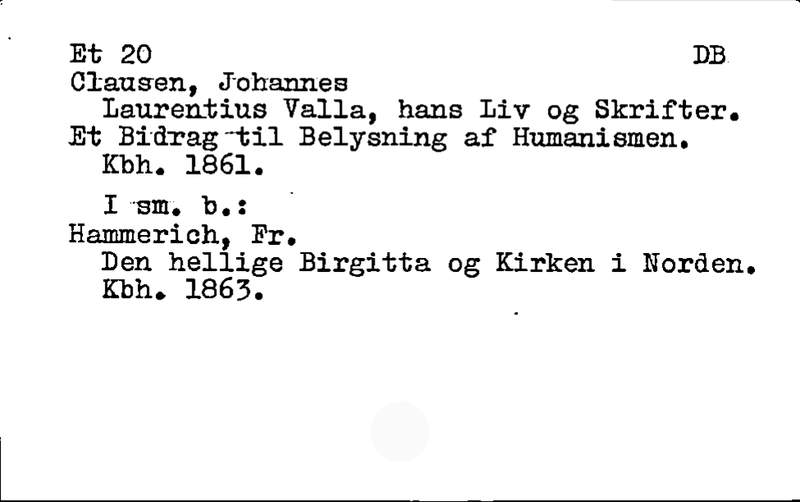 Et 20 DB
Clausen, Johannes
Laurentius Valla, hans Liv og Skrifter.
Et Bidrag til Belysning af Humanismen.
Kbh. 1861.
I sm. b.:
Hammerich, Fr.
Den hellige Birgitta og Kirken i Norden.
Kbh. 1863.